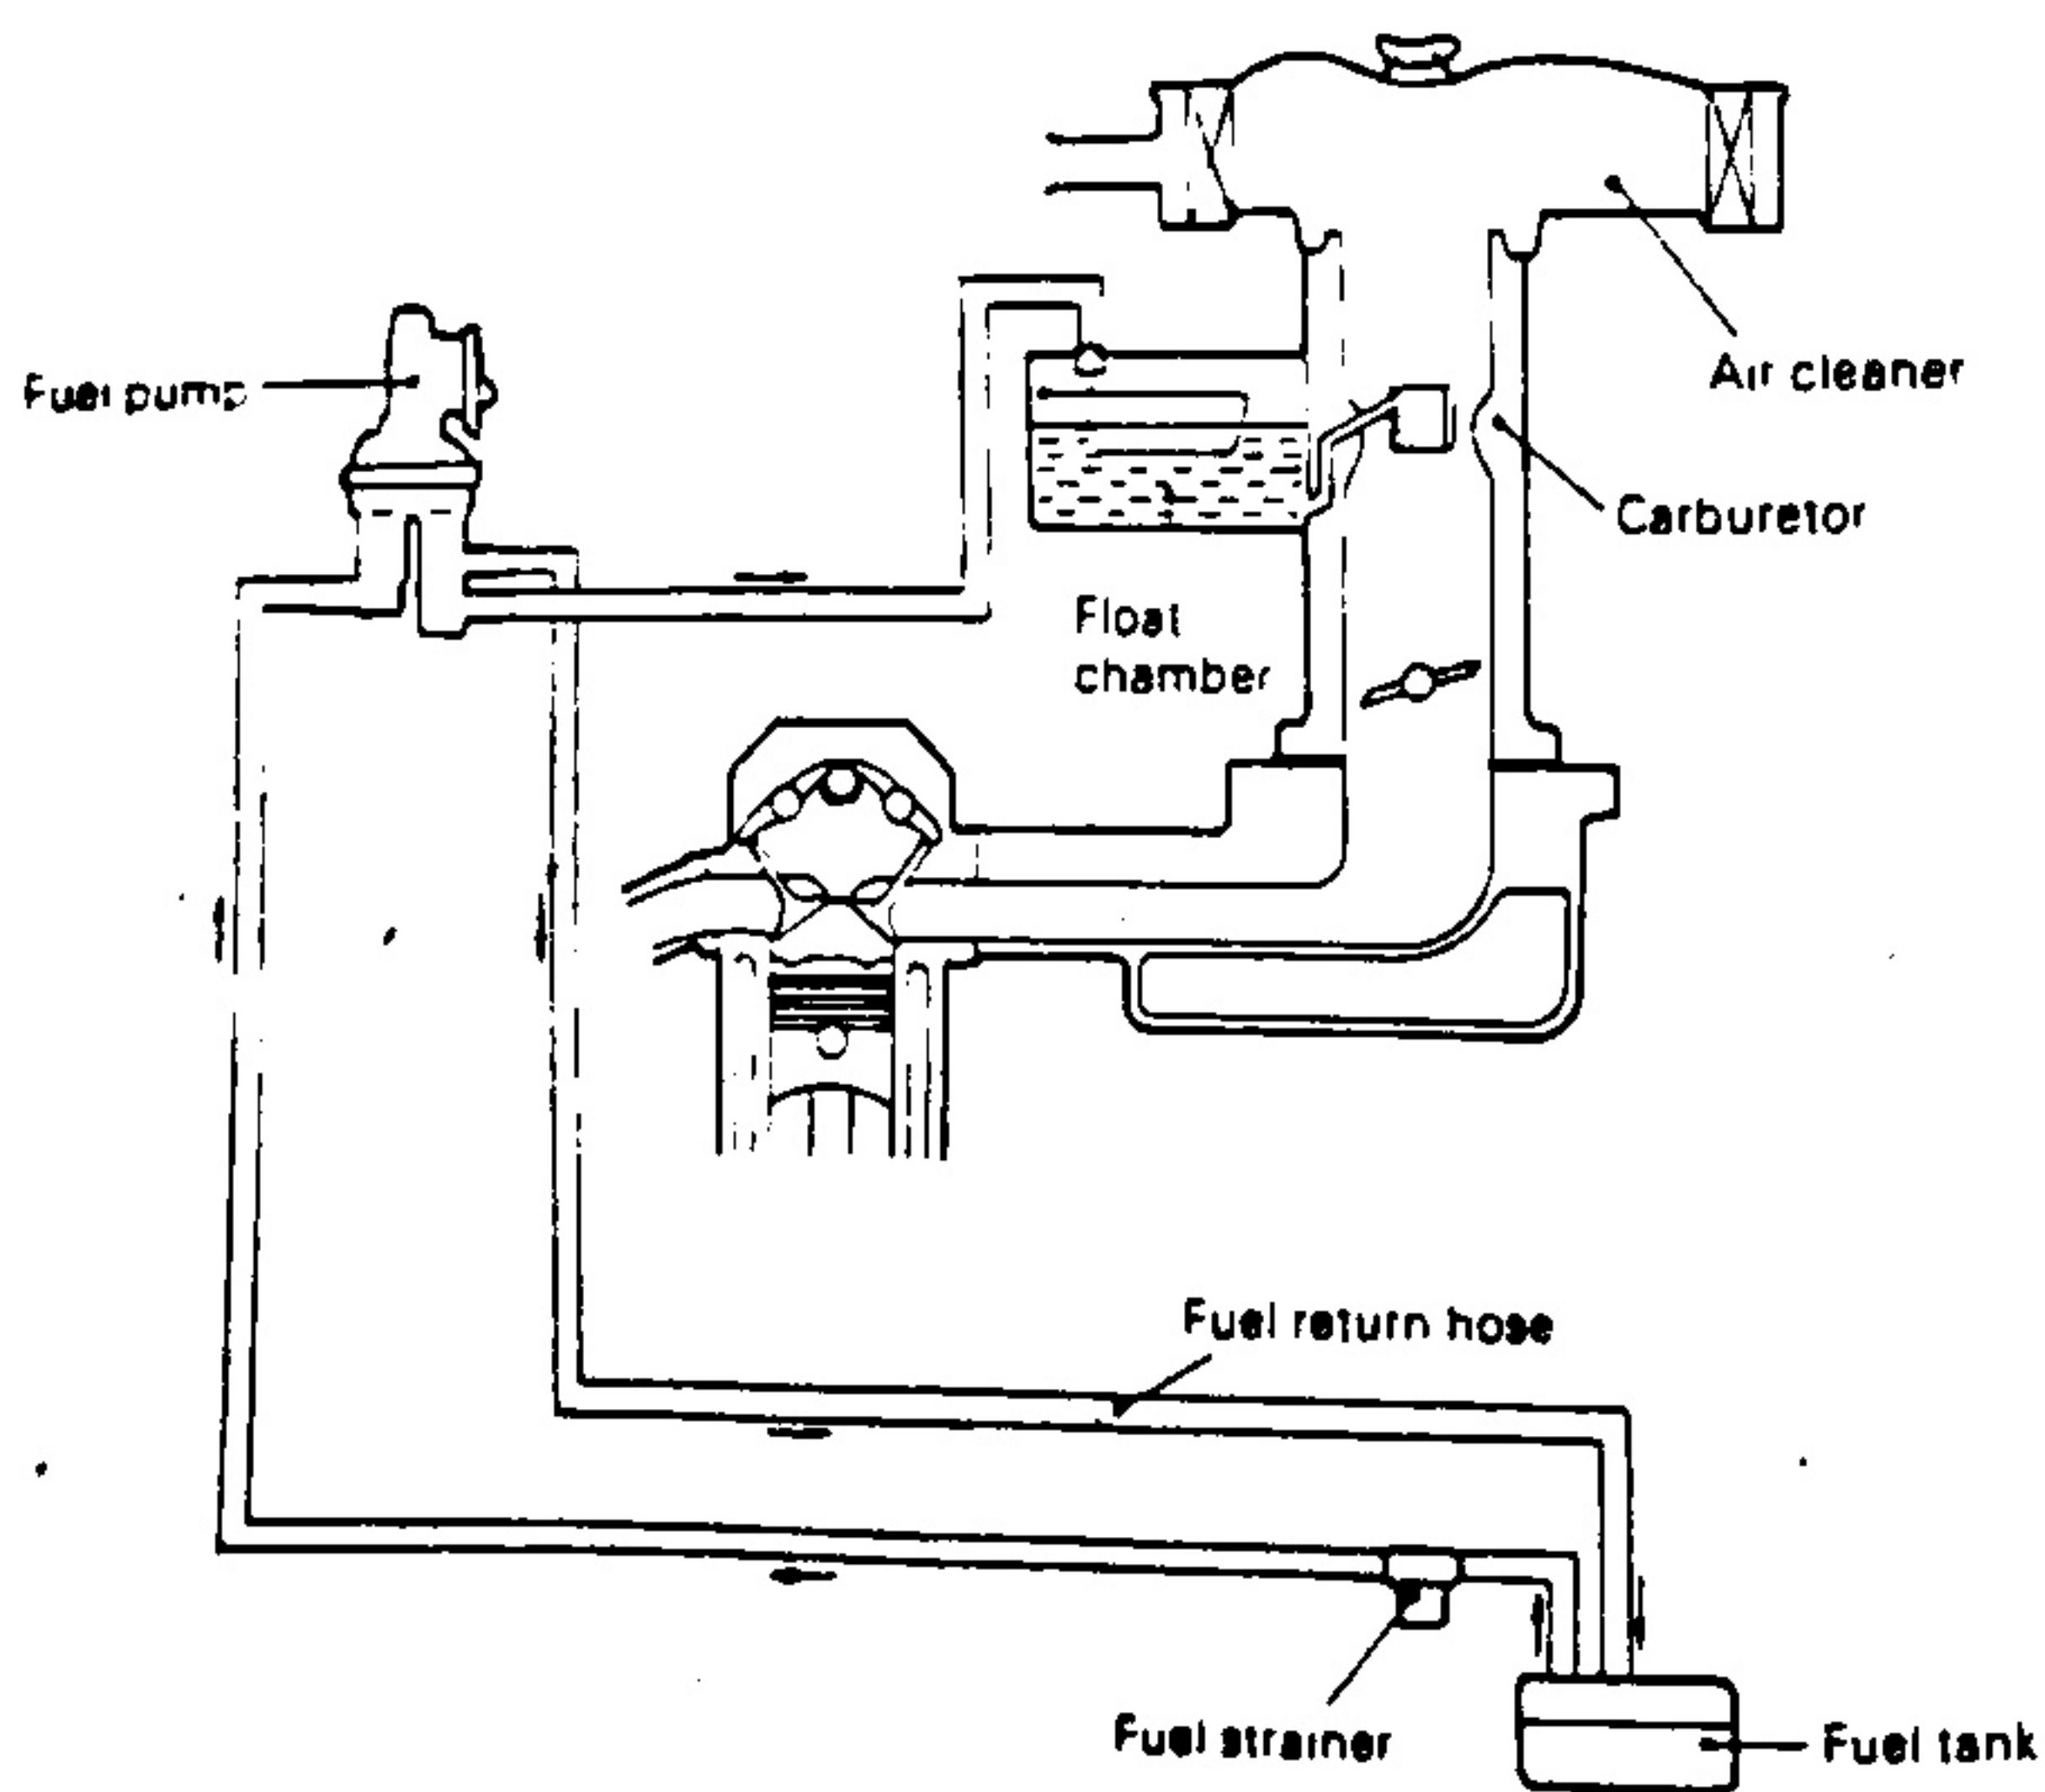 Air cleaner
Fuel pump
Carburetor
Float
chamber
Fuel return hose
Fuel strainer
Fuel tank